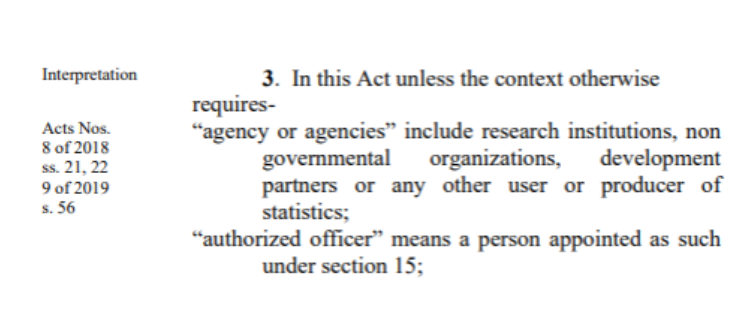 Interpretation
Acts Nos.
8 of 2018
ss. 21, 22
9 of 2019
s. 56
3. In this Act unless the context otherwise
requires-
“agency or agencies” include research institutions, non
governmental organizations, development
partners or any other user or producer of
statistics;
“authorized officer” means a person appointed as such
under section 15;